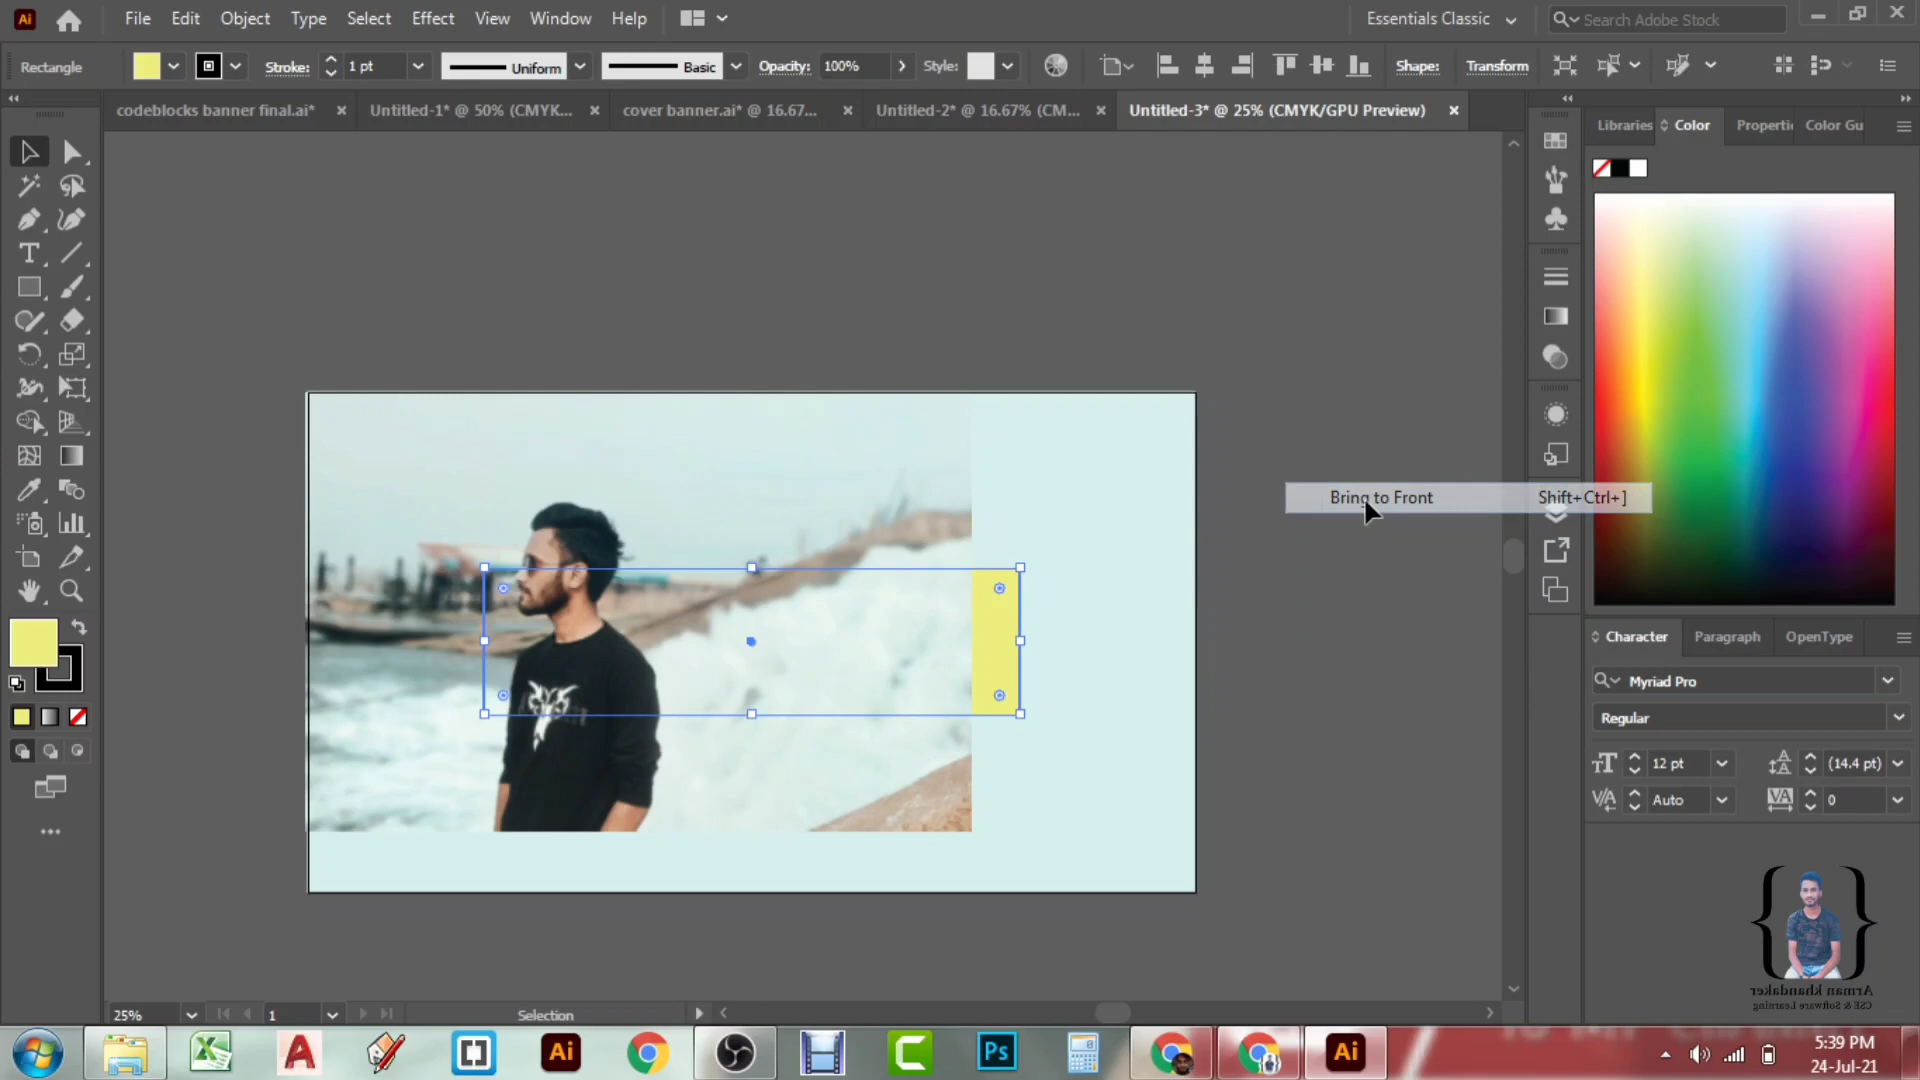 Ai File Edit Object Type Select Effect View Window Help Essentials Classic Search Adobe Stock
Rectangle Stroke: 1 pt Uniform Basic Opacity: 100% Style: Shape: Transform
codeblocks banner final.ai* Untitled-1* @ 50% (CMYK... cover banner.ai* @ 16.67... Untitled-2* @ 16.67% (CM... Untitled-3* @ 25% (CMYK/GPU Preview)
Libraries Color Properti Color Gu
Bring to Front Shift+Ctrl+]
Character Paragraph OpenType
Myriad Pro
Regular
12 pt (14.4 pt)
Auto 0
Arman khandaker
CSE & Software Learning
25% 1 Selection
Ai Ps Ai
5:39 PM
24-Jul-21